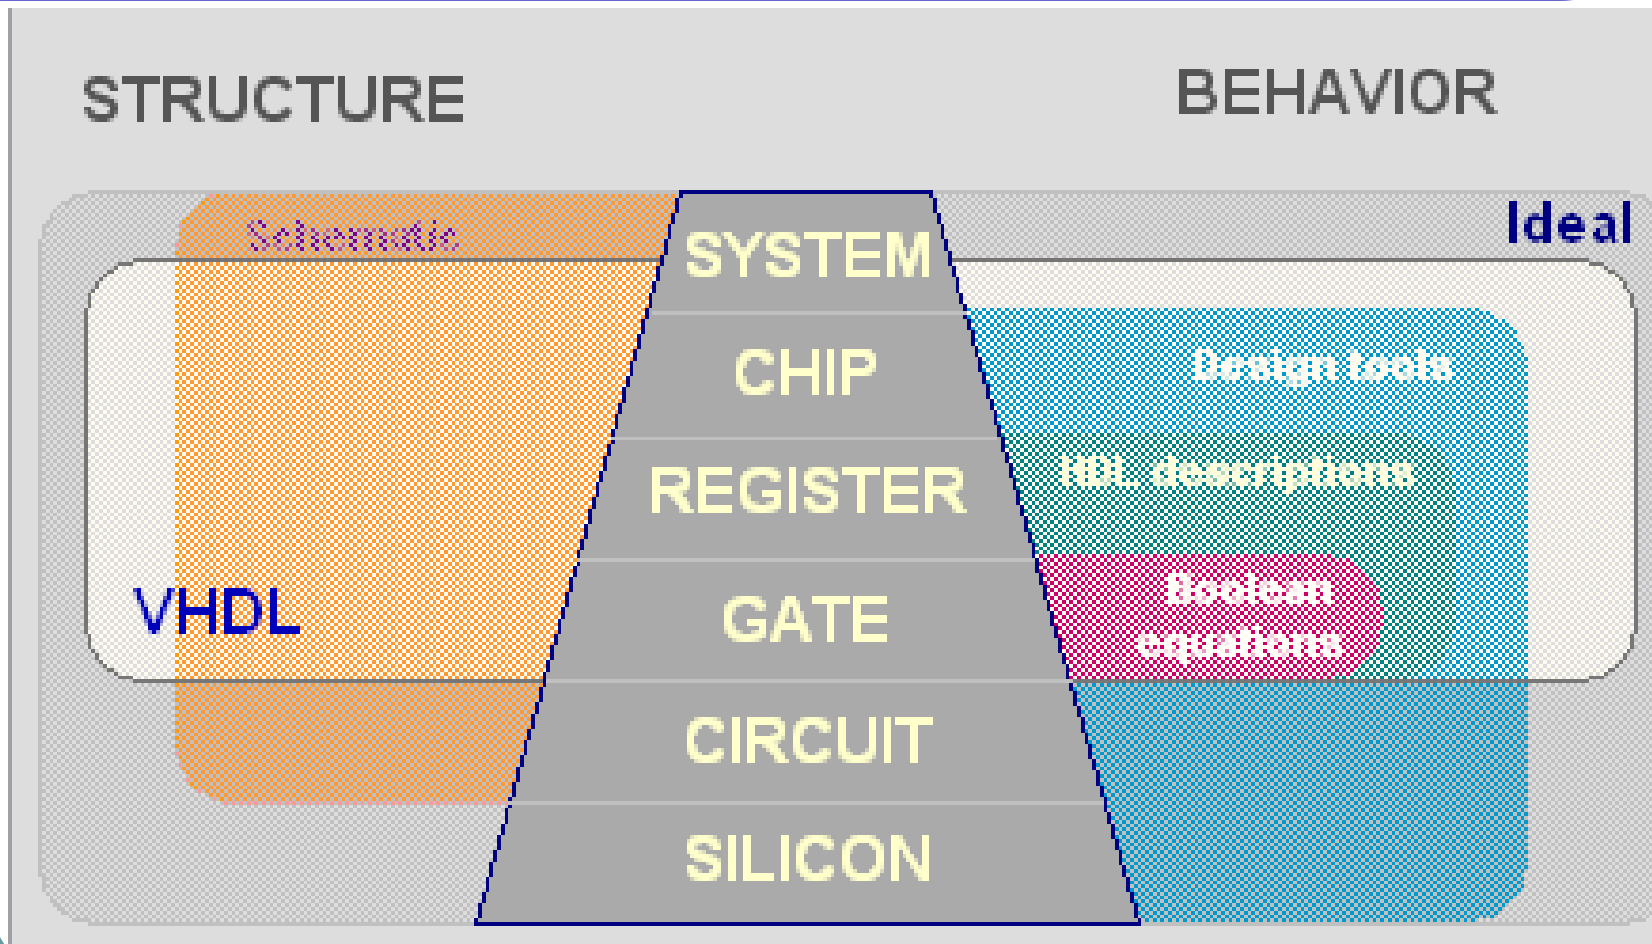 STRUCTURE
BEHAVIOR
Schematic
Ideal
SYSTEM
CHIP
Design tools
REGISTER
HDL descriptions
VHDL
GATE
Boolean
equations
CIRCUIT
SILICON